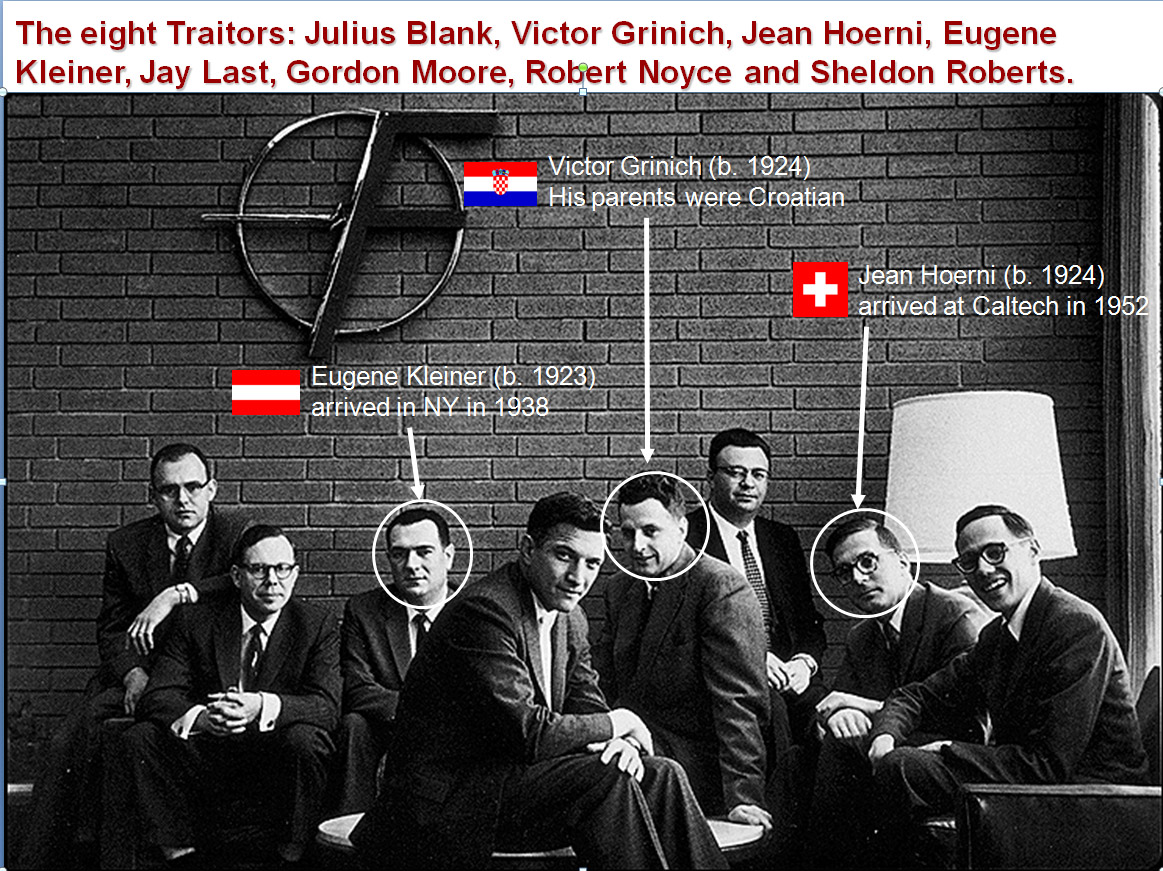 The eight Traitors: Julius Blank, Victor Grinich, Jean Hoerni, Eugene
Kleiner, Jay Last, Gordon Moore, Robert Noyce and Sheldon Roberts.
Victor Grinich (b. 1924)
His parents were Croatian
Jean Hoerni (b. 1924)
arrived at Caltech in 1952
Eugene Kleiner (b. 1923)
arrived in NY in 1938